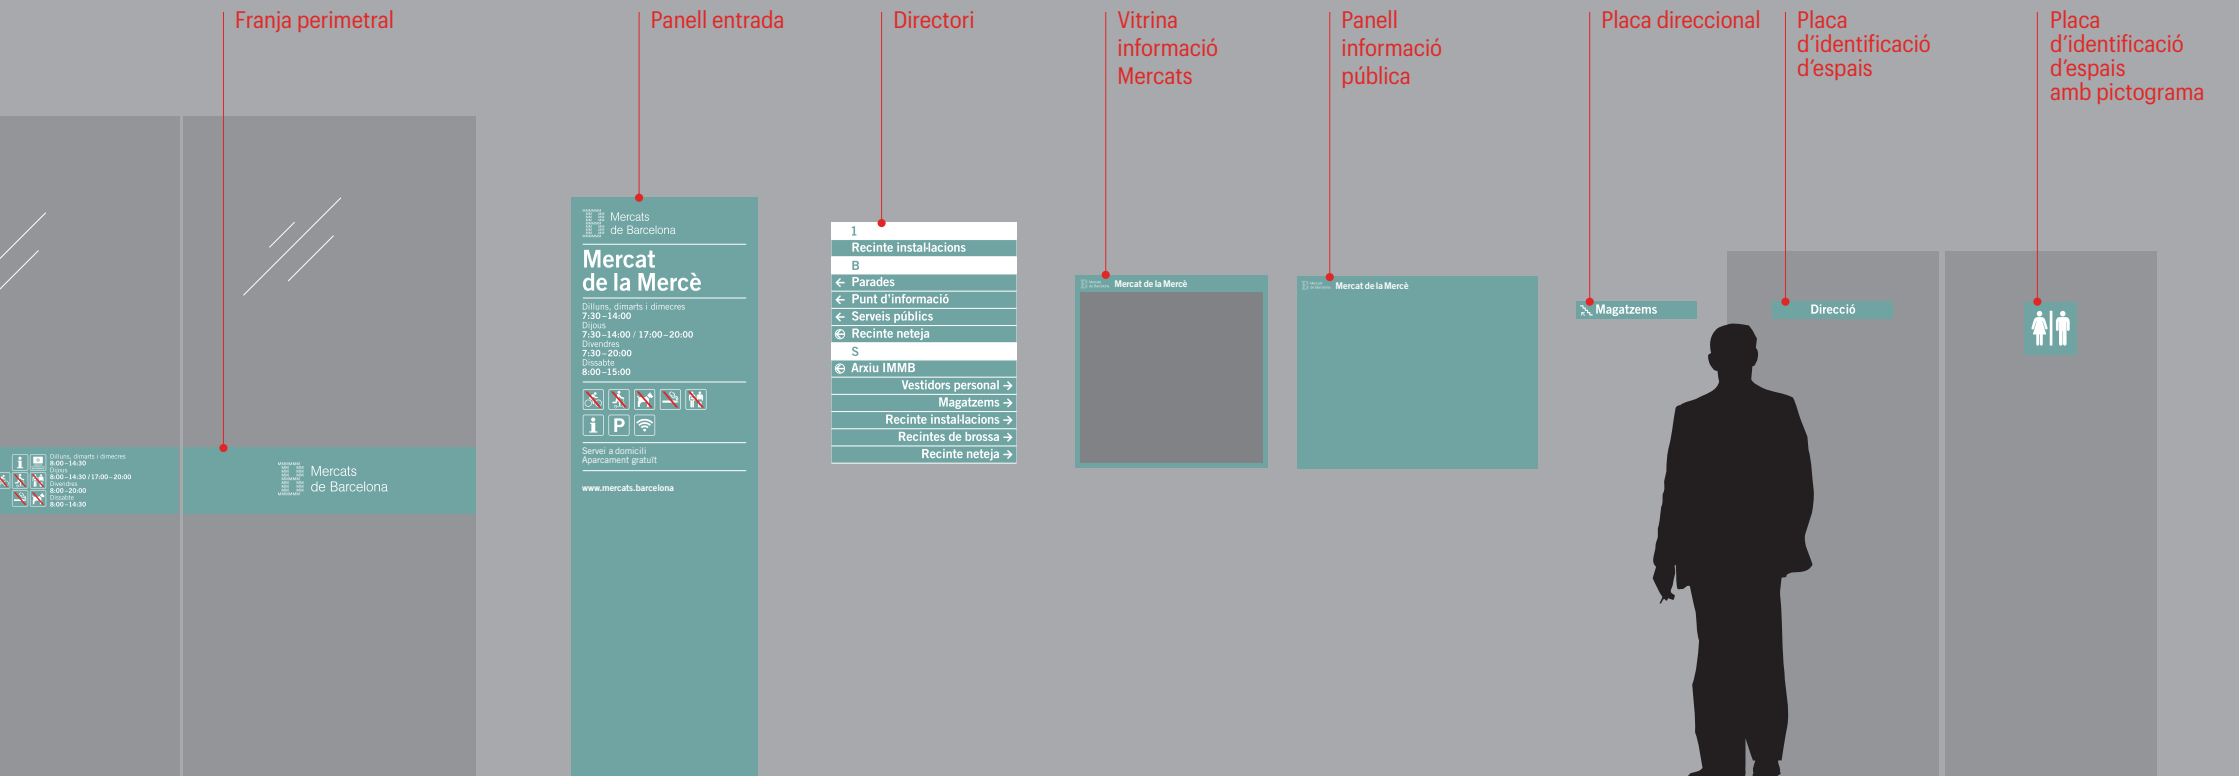 Franja perimetral
Panell entrada
Directori
Vitrina
informació
Mercats
Panell
informació
pública
Placa direccional
Placa
d'identificació
d'espais
Placa
d'identificació
d'espais
amb pictograma
Dilluns, dimarts i dimecres
8:00–14:30
Dijous
8:00–14:30 / 17:00–20:00
Divendres
8:00–20:00
Dissabte
8:00–14:30
Mercats
de Barcelona
Mercats
de Barcelona
Mercat
de la Mercè
Dilluns, dimarts i dimecres
7:30–14:00
Dijous
7:30–14:00 / 17:00–20:00
Divendres
7:30–20:00
Dissabte
8:00–15:00
i P
Servei a domicili
Aparcament gratuït
www.mercats.barcelona
1
Recinte instal·lacions
B
← Parades
← Punt d'informació
← Serveis públics
Recinte neteja
S
Arxiu IMMB
Vestidors personal →
Magatzems →
Recinte instal·lacions →
Recintes de brossa →
Recinte neteja →
Mercat de la Mercè
Mercat de la Mercè
Magatzems
Direcció